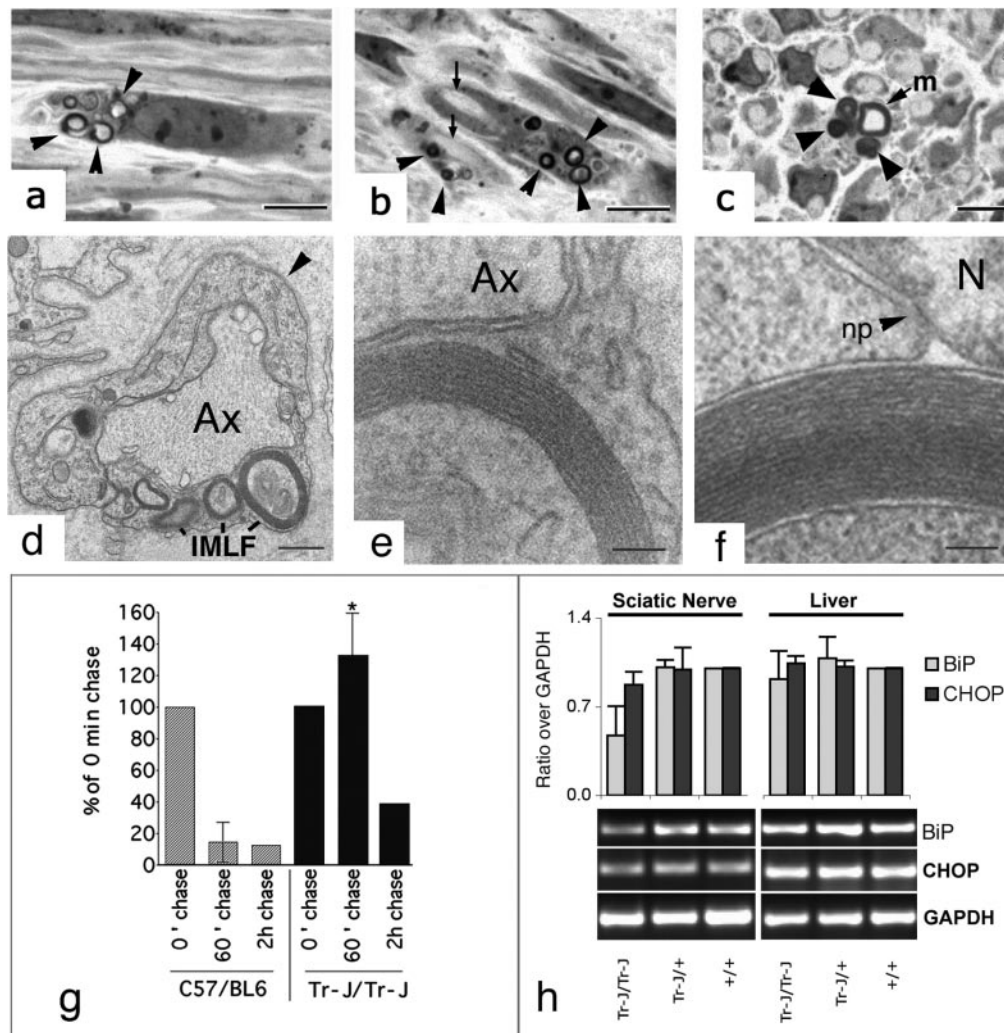 a
b
m
c
Ax
IMLF
d
Ax
e
N
np
f
% of 0 min chase
160
140
120
100
80
60
40
20
0
*
0 ' chase
60 ' chase
2h chase
0' chase
60 ' chase
2h chase
C57/BL6
Tr-J/Tr-J
g
Sciatic Nerve
Liver
Ratio over GAPDH
1.4
0.7
0.0
BiP
CHOP
BiP
CHOP
GAPDH
Tr-J/Tr-J
Tr-J/+
+/+
Tr-J/Tr-J
Tr-J/+
+/+
h